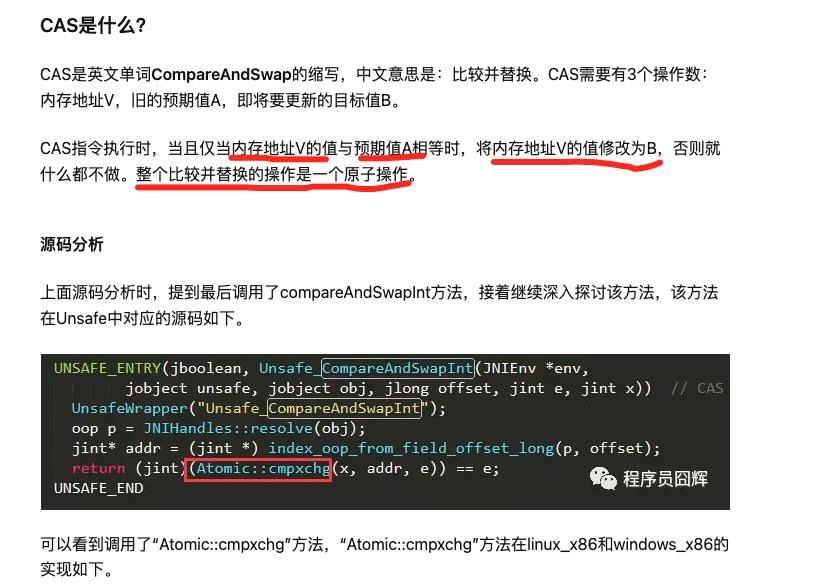 CAS是什么？
CAS是英文单词CompareAndSwap的缩写，中文意思是：比较并替换。CAS需要有3个操作数：
内存地址V，旧的预期值A，即将要更新的目标值B。
CAS指令执行时，当且仅当内存地址V的值与预期值A相等时，将内存地址V的值修改为B，否则就
什么都不做。整个比较并替换的操作是一个原子操作。
源码分析
上面源码分析时，提到最后调用了compareAndSwapInt方法，接着继续深入探讨该方法，该方法
在Unsafe中对应的源码如下。
UNSAFE_ENTRY(jboolean, Unsafe_CompareAndSwapInt(JNIEnv *env,
jobject unsafe, jobject obj, jlong offset, jint e, jint x)) // CAS
UnsafeWrapper("Unsafe_CompareAndSwapInt");
oop p = JNIHandles::resolve(obj);
jint* addr = (jint *) index_oop_from_field_offset_long(p, offset);
return (jint)(Atomic::cmpxchg(x, addr, e)) == e;
UNSAFE_END
程序员囧辉
可以看到调用了“Atomic::cmpxchg”方法，“Atomic::cmpxchg”方法在linux_x86和windows_x86的
实现如下。